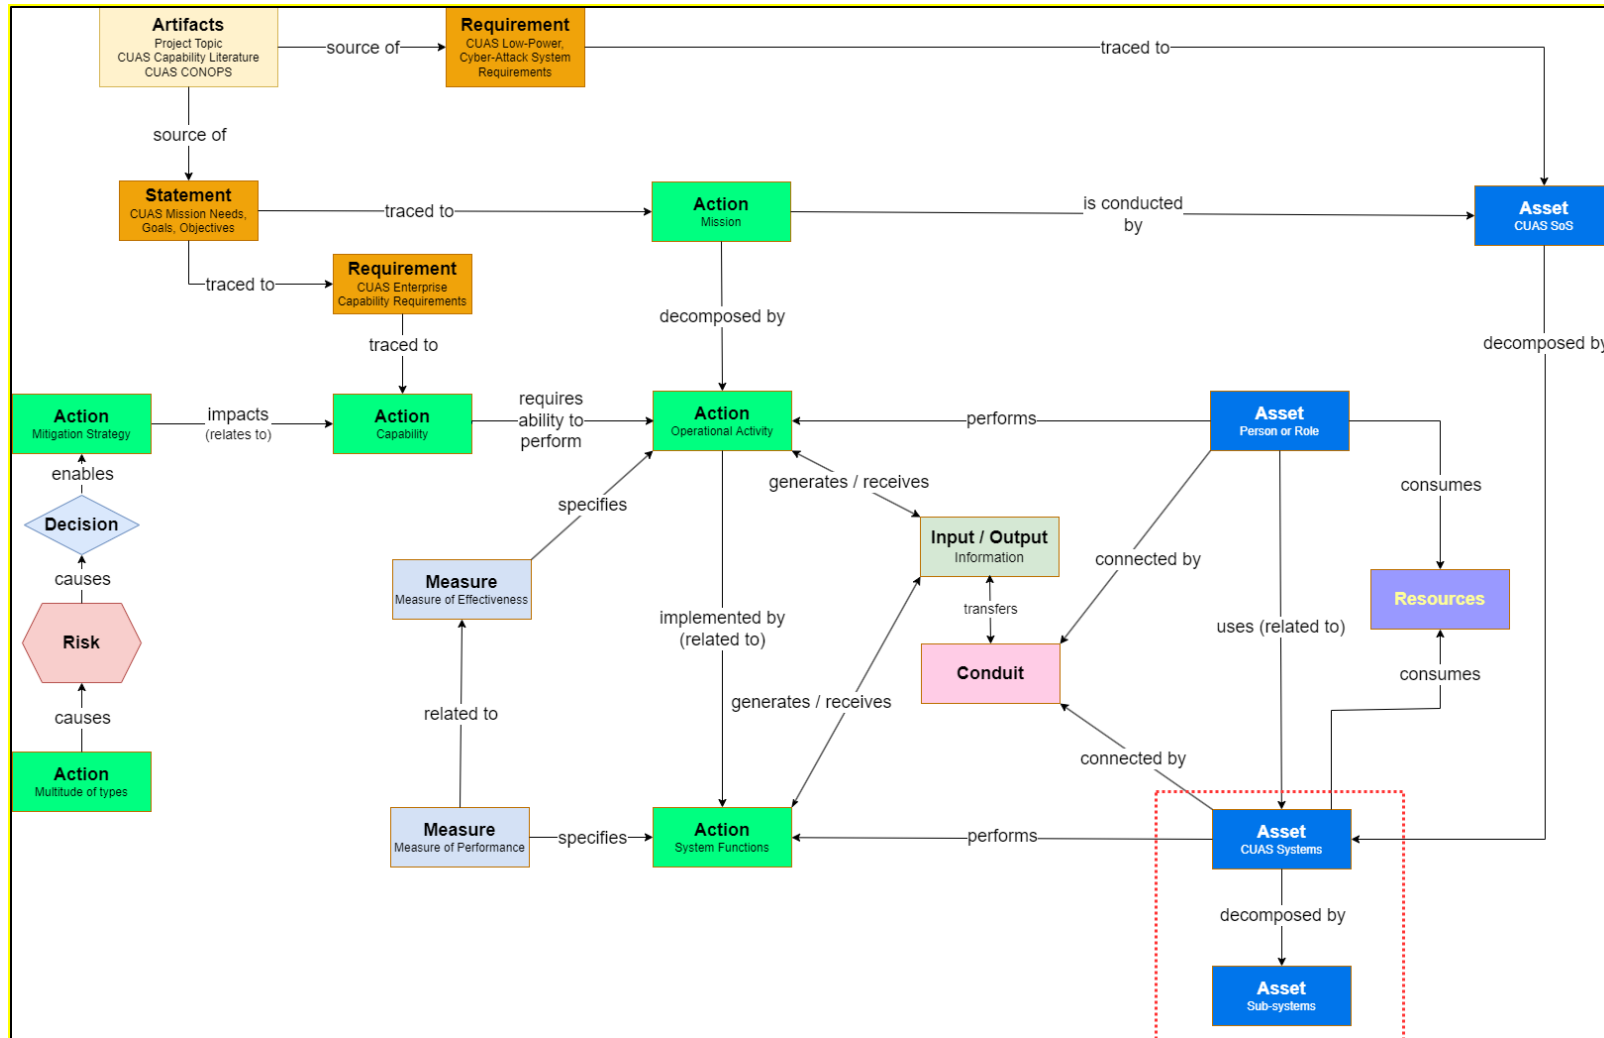 Artifacts
Project Topic
CUAS Capability Literature
CUAS CONOPS
source of
Requirement
CUAS Low-Power,
Cyber-Attack System
Requirements
traced to
source of
Statement
CUAS Mission Needs,
Goals, Objectives
traced to
Action
Mission
is conducted
by
Asset
CUAS SoS
traced to
Requirement
CUAS Enterprise
Capability Requirements
traced to
decomposed by
decomposed by
Action
Mitigation Strategy
impacts
(relates to)
Action
Capability
requires
ability to
perform
Action
Operational Activity
performs
Asset
Person or Role
enables
Decision
causes
Risk
causes
Action
Multitude of types
specifies
Measure
Measure of Effectiveness
related to
Measure
Measure of Performance
specifies
implemented by
(related to)
Action
System Functions
generates / receives
Input / Output
Information
transfers
Conduit
generates / receives
connected by
connected by
uses (related to)
consumes
Resources
consumes
performs
Asset
CUAS Systems
decomposed by
Asset
Sub-systems